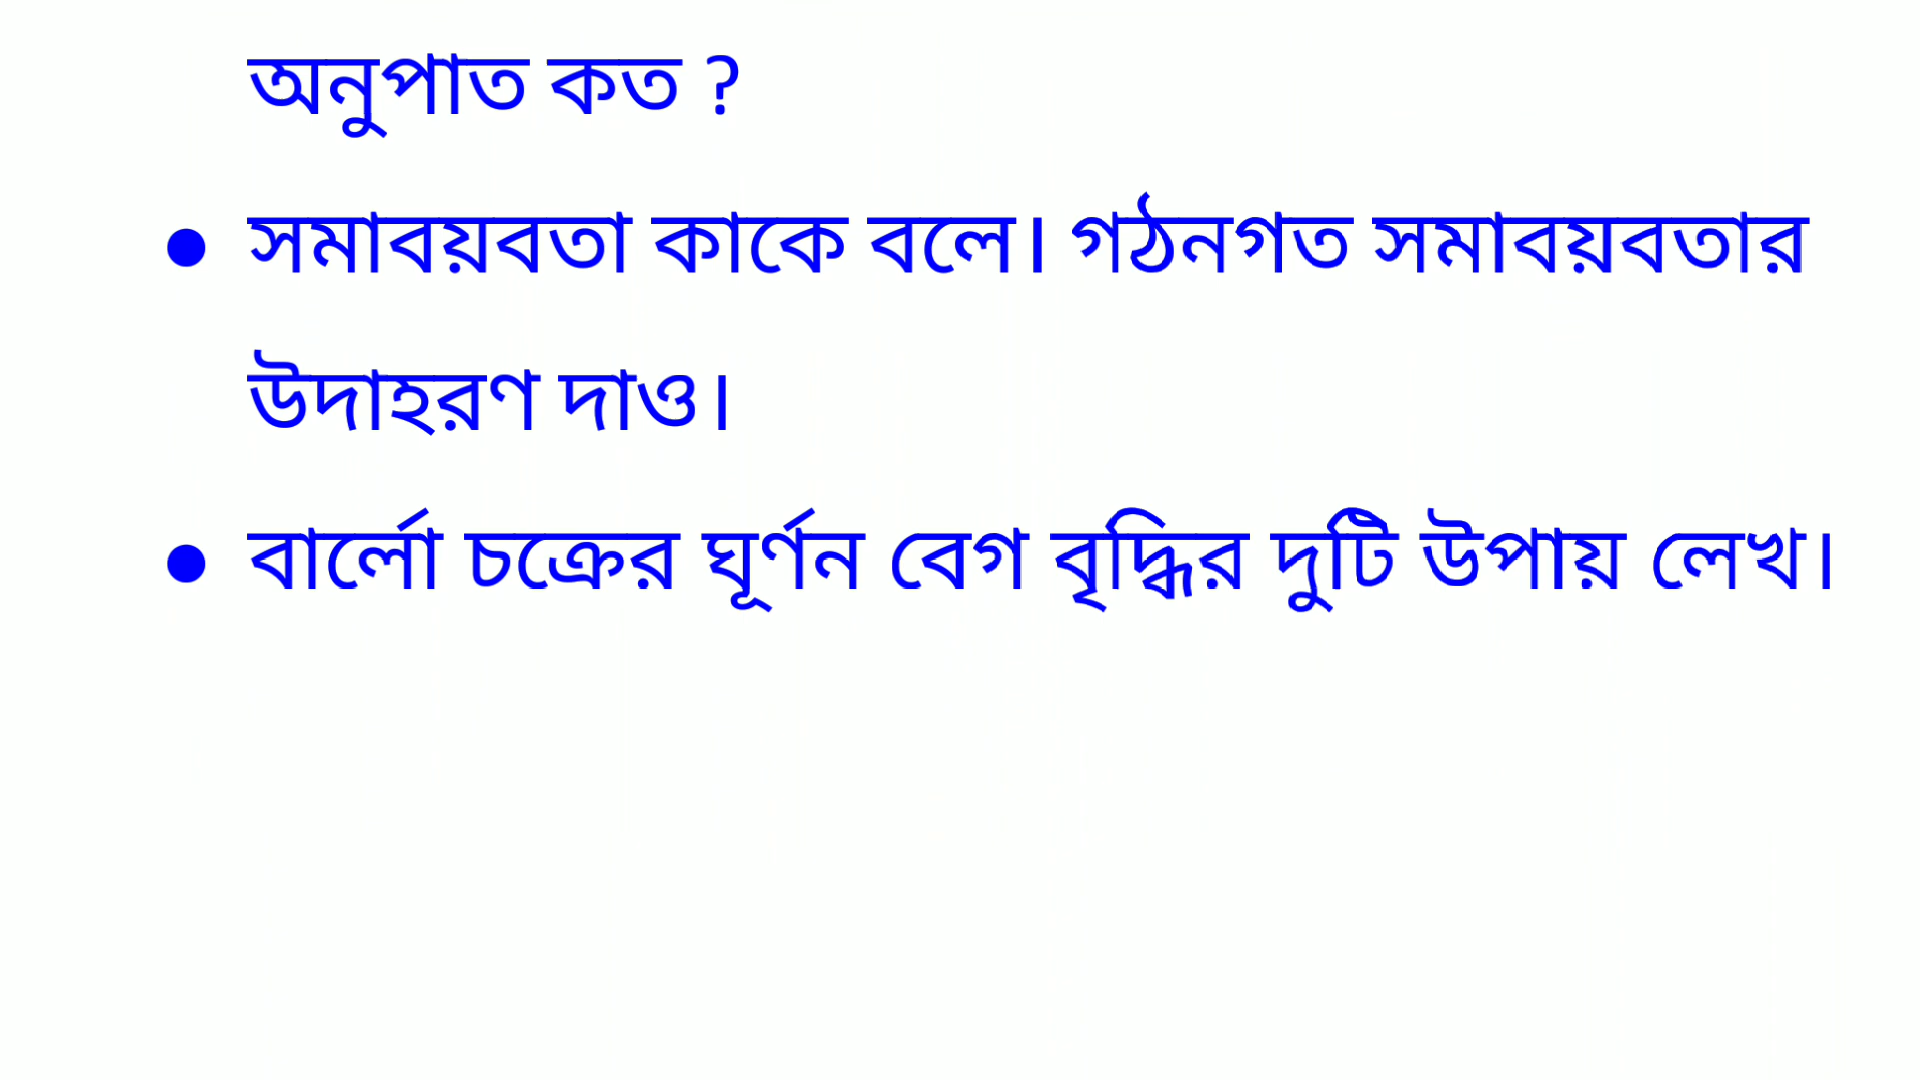 অনুপাত কত ?
● সমাবয়বতা কাকে বলে। গঠনগত সমাবয়বতার
উদাহরণ দাও।
● বার্লো চক্রের ঘূর্ণন বেগ বৃদ্ধির দুটি উপায় লেখ।